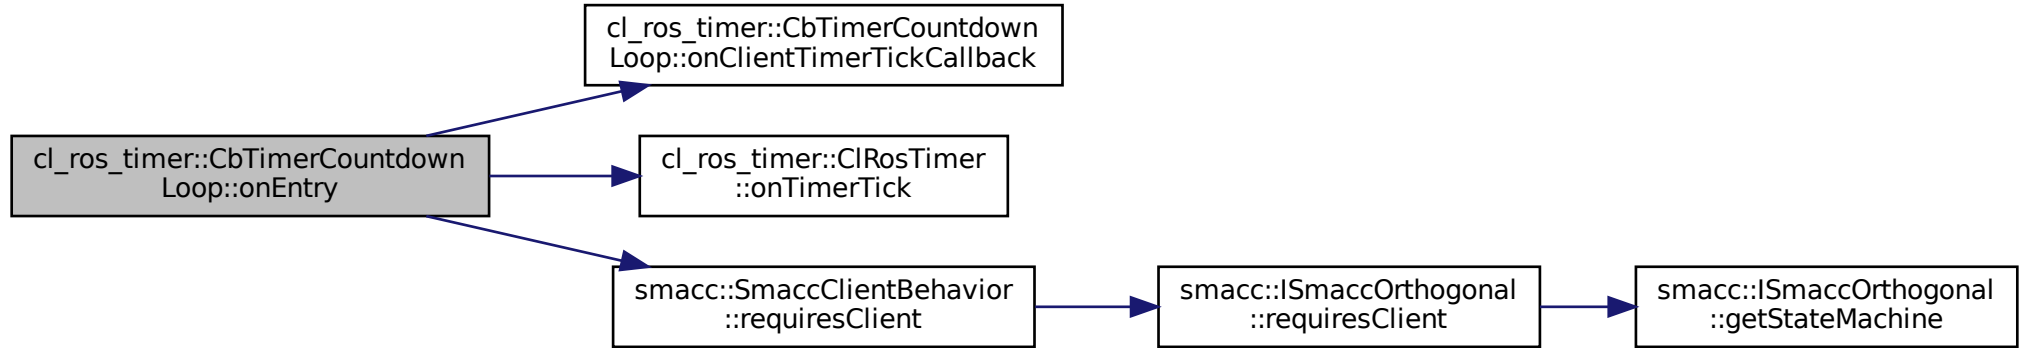 cl_ros_timer::CbTimerCountdown
Loop::onClientTimerTickCallback
cl_ros_timer::CbTimerCountdown
Loop::onEntry
cl_ros_timer::ClRosTimer
::onTimerTick
smacc::SmaccClientBehavior
::requiresClient
smacc::ISmaccOrthogonal
::requiresClient
smacc::ISmaccOrthogonal
::getStateMachine